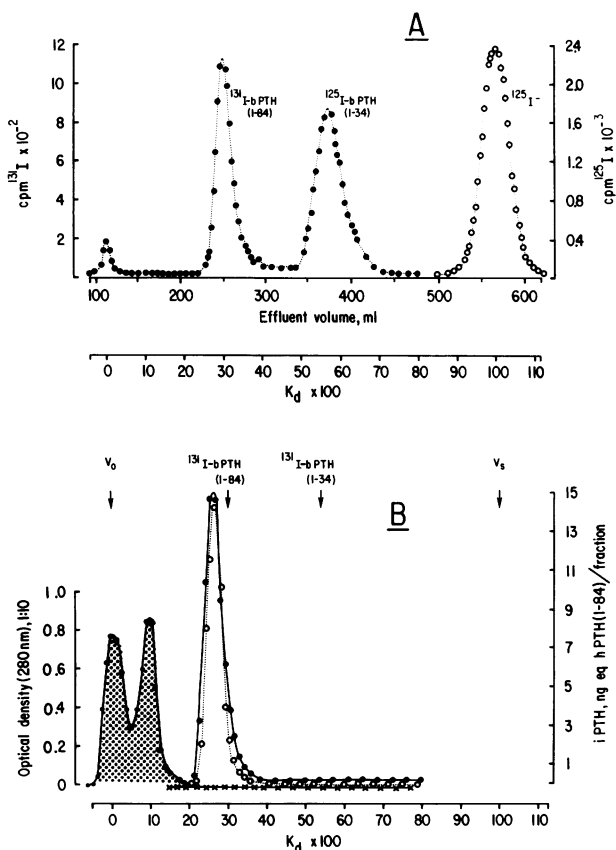 A
cpm ¹³¹I x 10⁻²
12
10
8
6
4
2
¹³¹I-bPTH
(1-84)
¹²⁵I-bPTH
(1-34)
¹²⁵I⁻
2.4
2.0
1.6
1.2
0.8
0.4
cpm ¹²⁵I x 10⁻³
100 200 300 400 500 600
Effluent volume, ml
0 10 20 30 40 50 60 70 80 90 100 110
Kd x100
V₀
¹³¹I-bPTH
(1-84)
¹³¹I-bPTH
(1-34)
Vs
B
Optical density (280nm), 1:10
1.0
0.8
0.6
0.4
0.2
0
15
13
11
9
7
5
3
1
iPTH, ng eq hPTH(1-84)/fraction
0 10 20 30 40 50 60 70 80 90 100 110
Kd x100